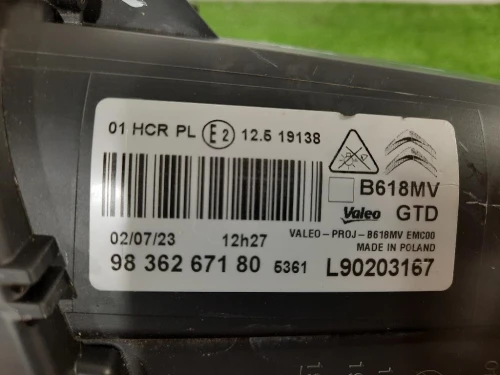 01 HCR PL E2 12.5 19138
B618MV
Valeo GTD
02/07/23 12h27 VALEO-PROJ-B618MV EMC00
MADE IN POLAND
98 362 671 80 5361 L90203167